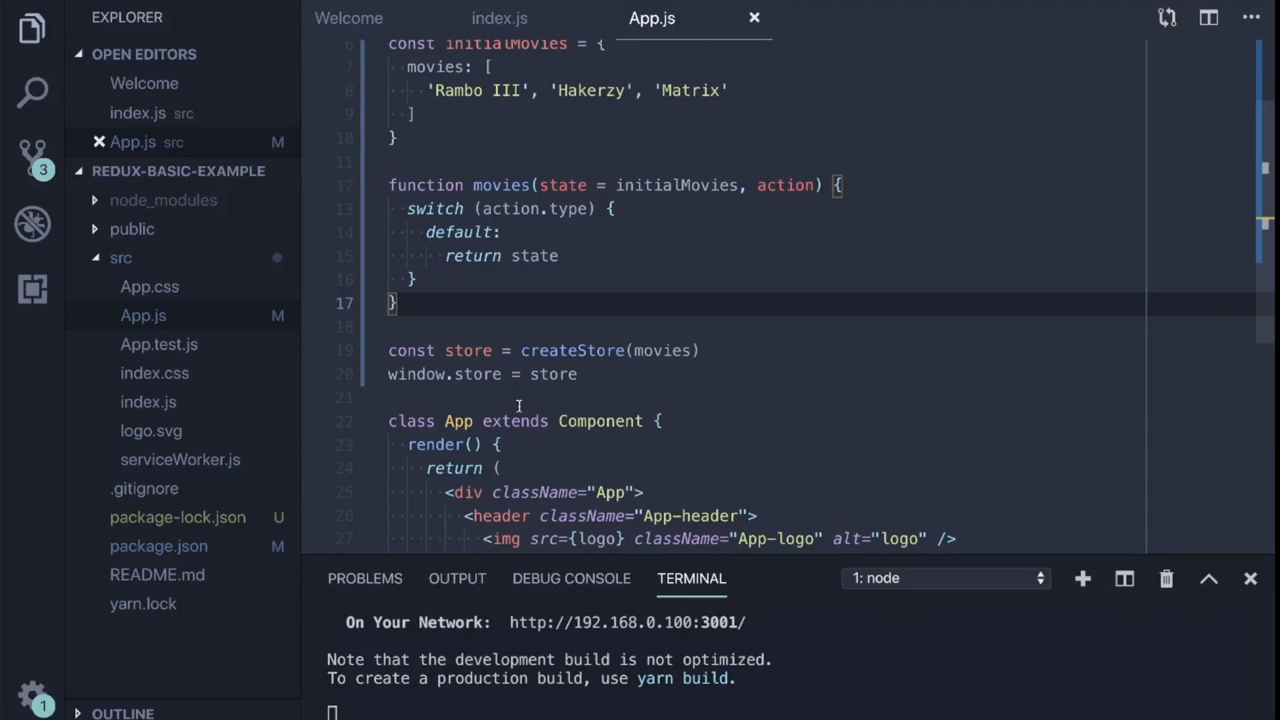 EXPLORER
OPEN EDITORS
Welcome
index.js src
App.js src M
REDUX-BASIC-EXAMPLE
node_modules
public
src
App.css
App.js M
App.test.js
index.css
index.js
logo.svg
serviceWorker.js
.gitignore
package-lock.json U
package.json M
README.md
yarn.lock
OUTLINE
3
1
Welcome index.js App.js
6 const initialMovies = {
7 movies: [
8 'Rambo III', 'Hakerzy', 'Matrix'
9 ]
10 }
11
12 function movies(state = initialMovies, action) {
13 switch (action.type) {
14 default:
15 return state
16 }
17 }
18
19 const store = createStore(movies)
20 window.store = store
21
22 class App extends Component {
23 render() {
24 return (
25 <div className="App">
26 <header className="App-header">
27 <img src={logo} className="App-logo" alt="logo" />
PROBLEMS OUTPUT DEBUG CONSOLE TERMINAL 1: node
On Your Network: http://192.168.0.100:3001/
Note that the development build is not optimized.
To create a production build, use yarn build.